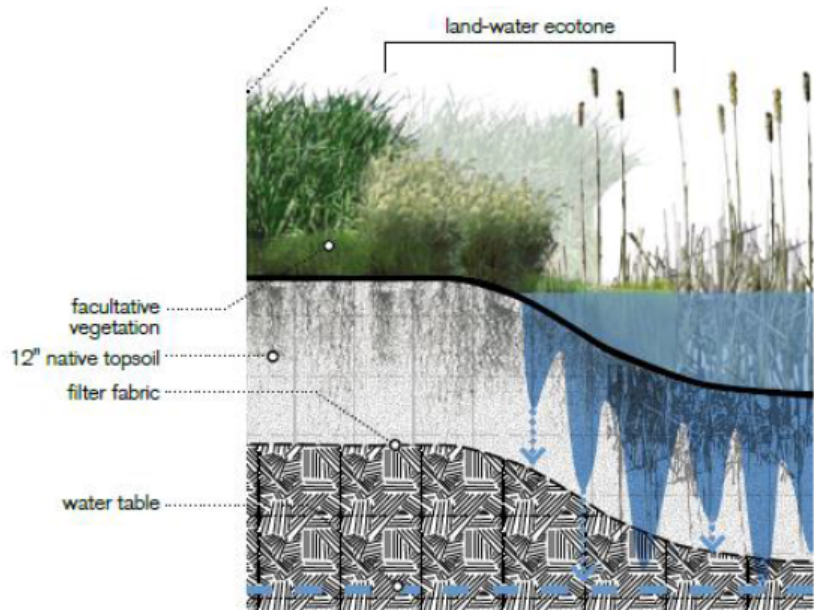 land-water ecotone
facultative
vegetation
12" native topsoil
filter fabric
water table